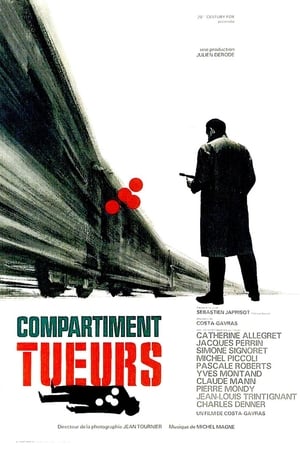 20th CENTURY FOX
présente
une production
JULIEN DERODE
COMPARTIMENT
TUEURS
SEBASTIEN JAPRISOT
COSTA-GAVRAS
CATHERINE ALLEGRET
JACQUES PERRIN
SIMONE SIGNORET
MICHEL PICCOLI
PASCALE ROBERTS
YVES MONTAND
CLAUDE MANN
PIERRE MONDY
JEAN-LOUIS TRINTIGNANT
CHARLES DENNER
UN FILM DE COSTA-GAVRAS
Directeur de la photographie JEAN TOURNIER
Musique de MICHEL MAGNE